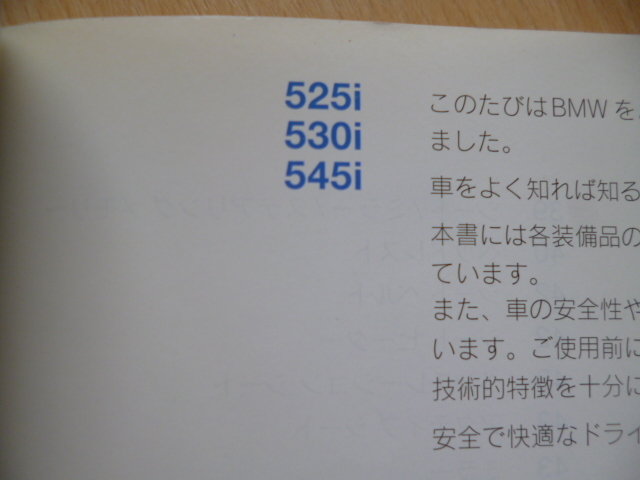 525i
530i
545i
このたびはBMWを
ました。
車をよく知れば知る
本書には各装備品の
ています。
また、車の安全性や
います。ご使用前に
技術的特徴を十分に
安全で快適なドライ